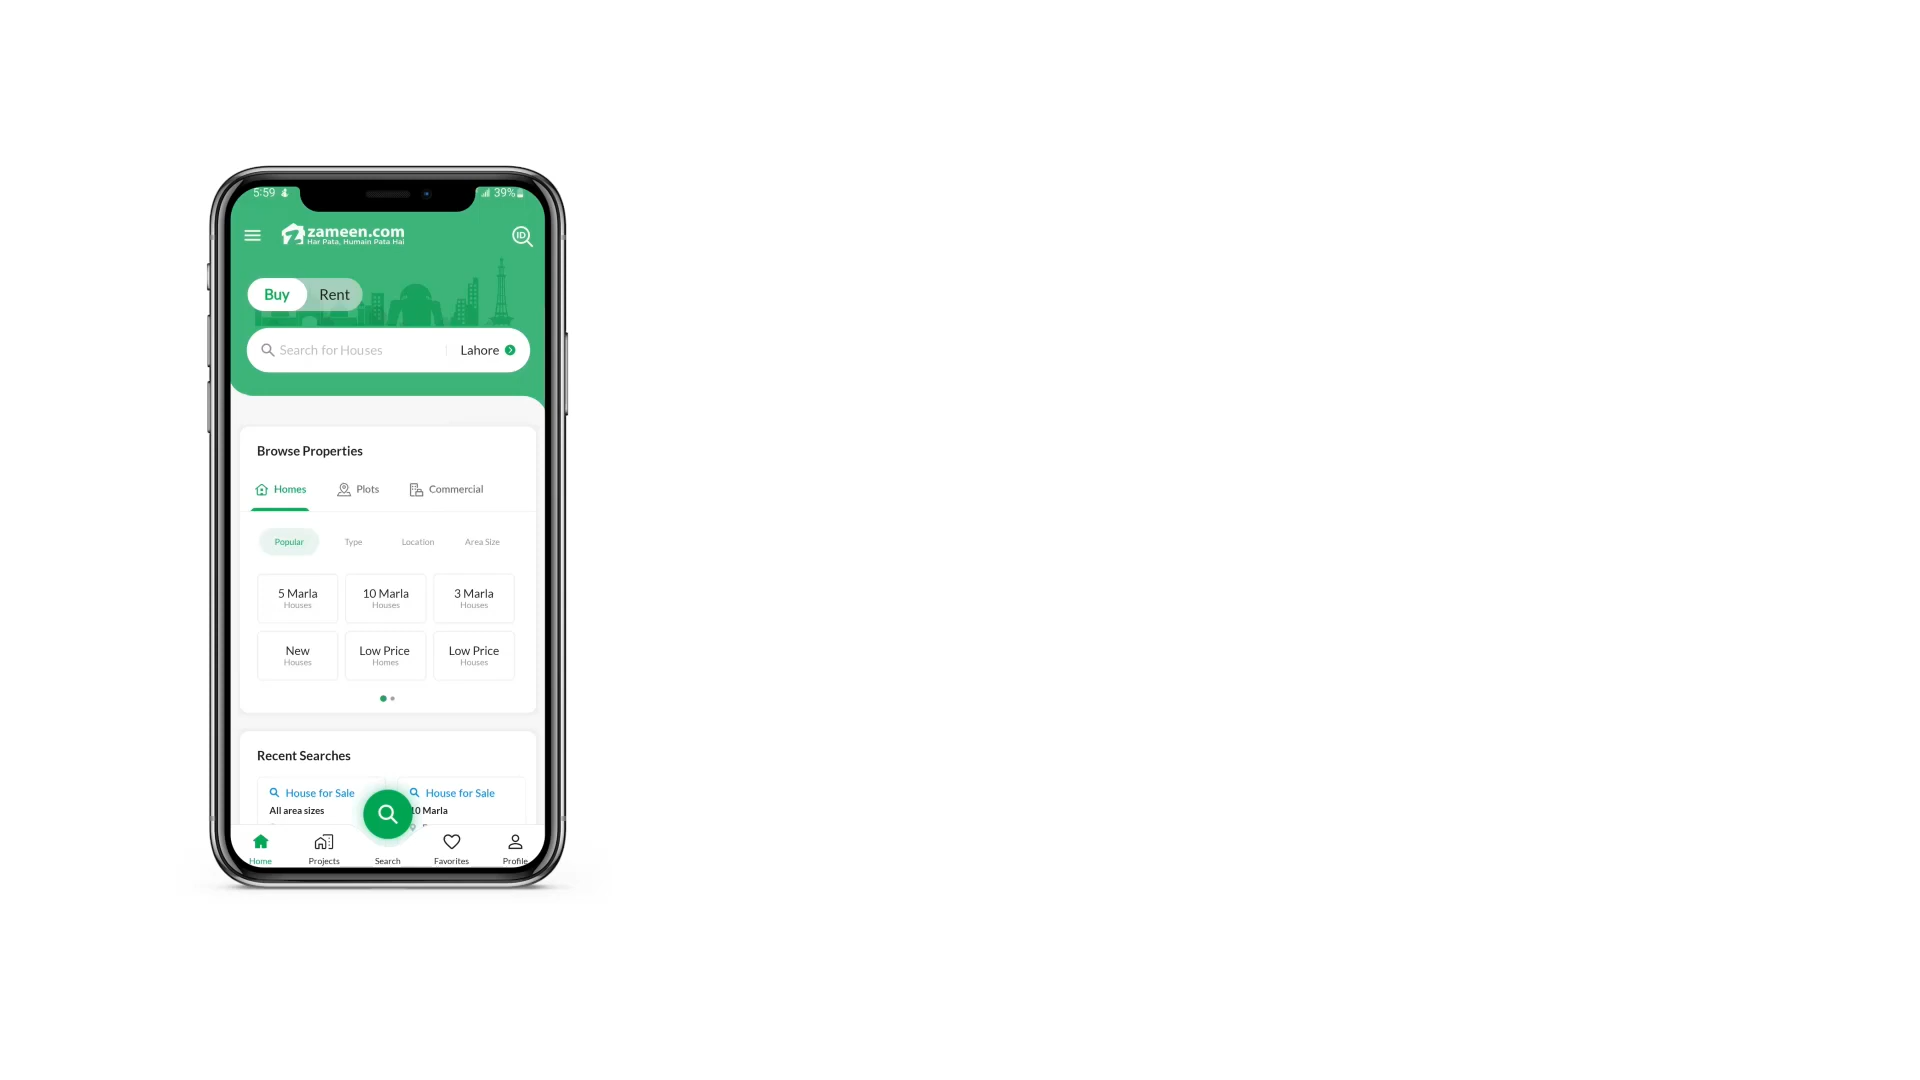 5:59
39%
zameen.com
Har Pata, Humain Pata Hai
ID
Buy Rent
Search for Houses Lahore
Browse Properties
Homes Plots Commercial
Popular Type Location Area Size
5 Marla 10 Marla 3 Marla
Houses Houses Houses
New Low Price Low Price
Houses Homes Houses
Recent Searches
House for Sale House for Sale
All area sizes 10 Marla
Home Projects Search Favorites Profile